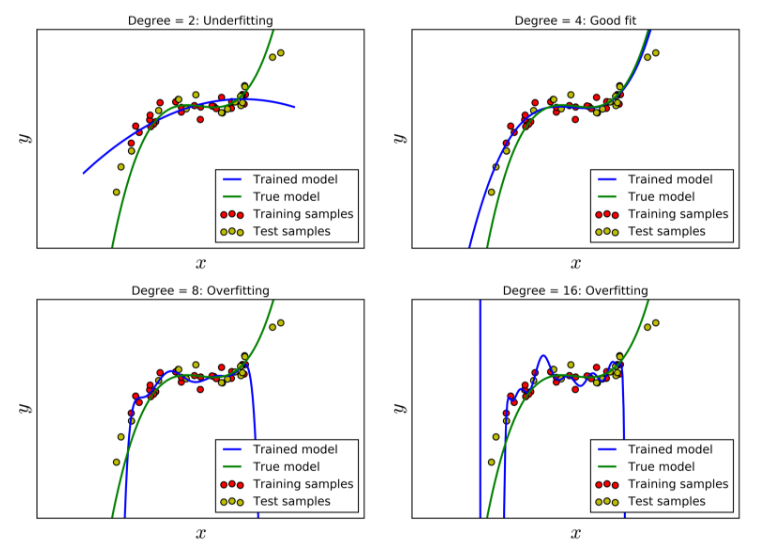 Degree = 2: Underfitting
y
Trained model
True model
Training samples
Test samples
x
Degree = 4: Good fit
y
Trained model
True model
Training samples
Test samples
x
Degree = 8: Overfitting
y
Trained model
True model
Training samples
Test samples
x
Degree = 16: Overfitting
y
Trained model
True model
Training samples
Test samples
x